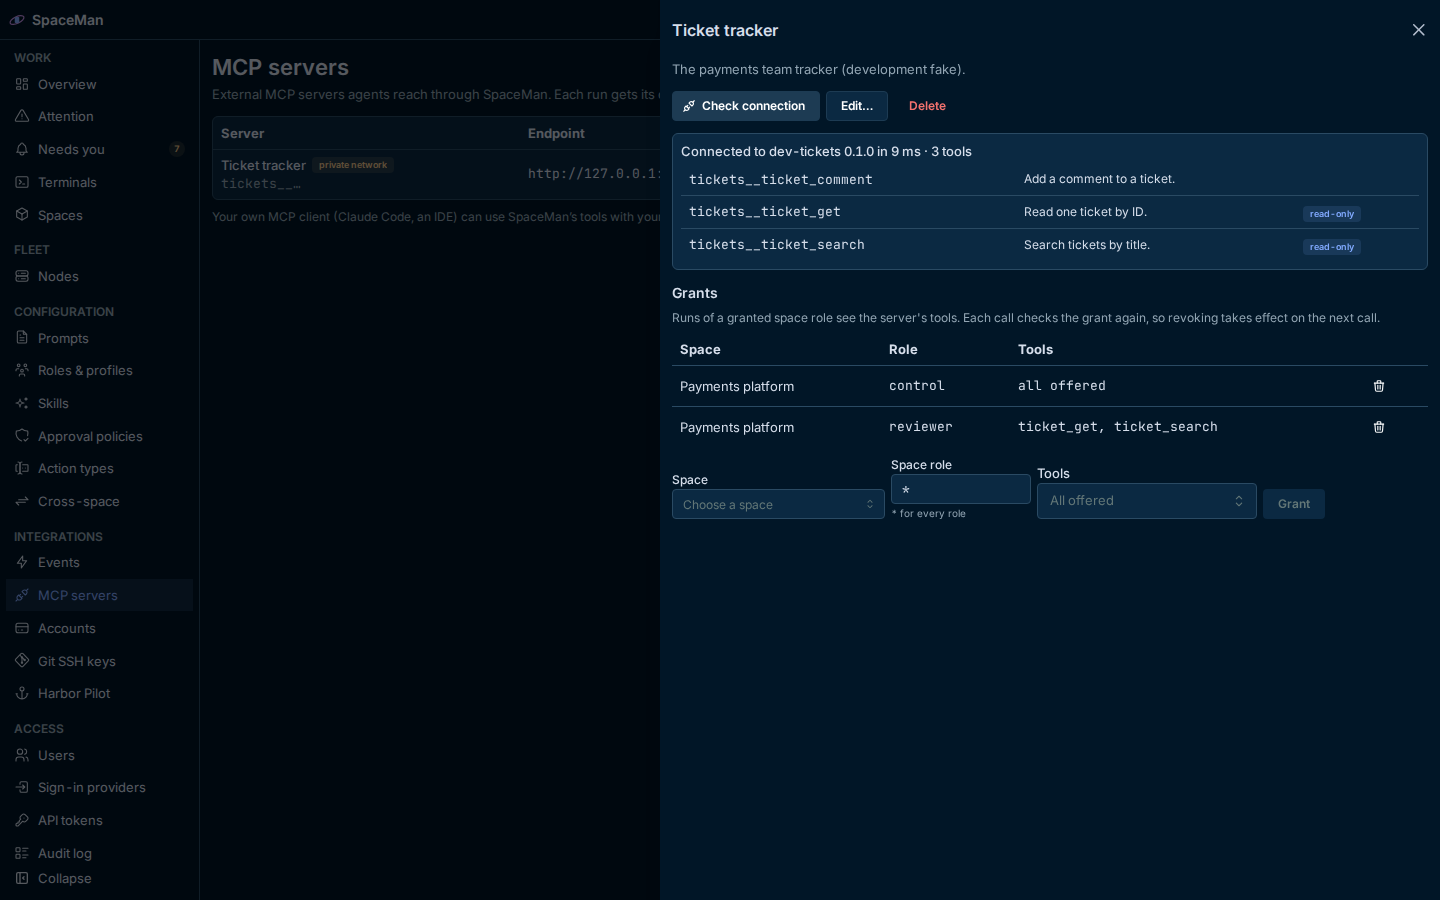 SpaceMan
WORK
Overview
Attention
Needs you 7
Terminals
Spaces
FLEET
Nodes
CONFIGURATION
Prompts
Roles & profiles
Skills
Approval policies
Action types
Cross-space
INTEGRATIONS
Events
MCP servers
Accounts
Git SSH keys
Harbor Pilot
ACCESS
Users
Sign-in providers
API tokens
Audit log
Collapse
MCP servers
External MCP servers agents reach through SpaceMan. Each run gets its
Server Endpoint
Ticket tracker private network
tickets__… http://127.0.0.1:
Your own MCP client (Claude Code, an IDE) can use SpaceMan's tools with your
Ticket tracker
The payments team tracker (development fake).
Check connection Edit... Delete
Connected to dev-tickets 0.1.0 in 9 ms · 3 tools
tickets__ticket_comment Add a comment to a ticket.
tickets__ticket_get Read one ticket by ID. read-only
tickets__ticket_search Search tickets by title. read-only
Grants
Runs of a granted space role see the server's tools. Each call checks the grant again, so revoking takes effect on the next call.
Space Role Tools
Payments platform control all offered
Payments platform reviewer ticket_get, ticket_search
Space Space role Tools
Choose a space * All offered Grant
* for every role